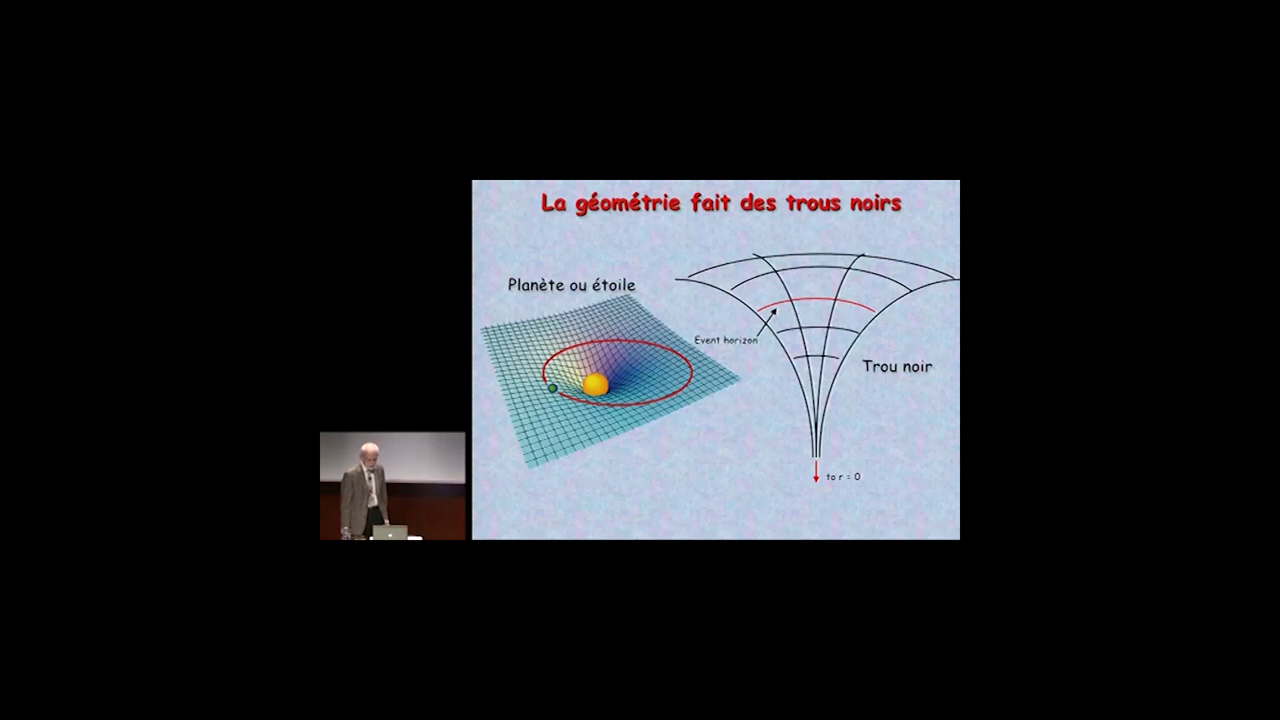 La géométrie fait des trous noirs
Planète ou étoile
Event horizon
Trou noir
to r = 0